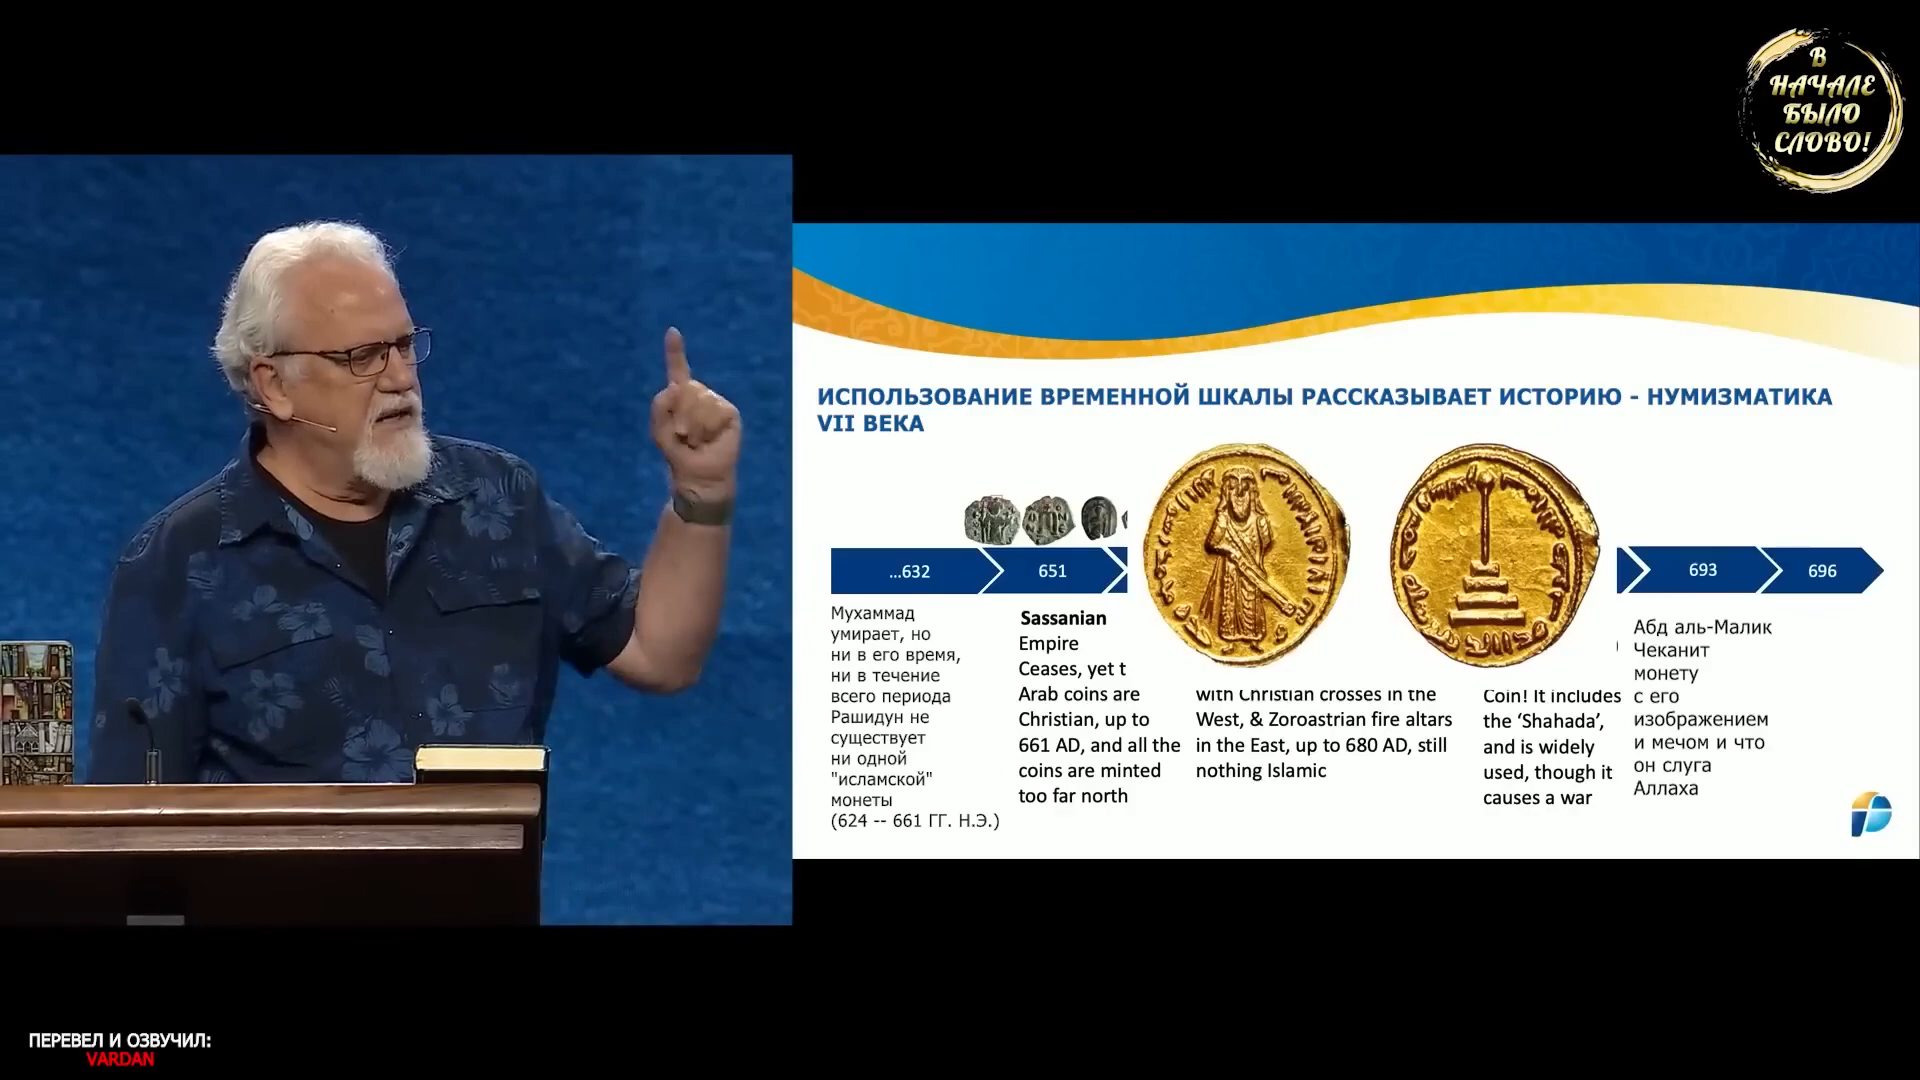 В
НАЧАЛЕ
БЫЛО
СЛОВО!
ИСПОЛЬЗОВАНИЕ ВРЕМЕННОЙ ШКАЛЫ РАССКАЗЫВАЕТ ИСТОРИЮ - НУМИЗМАТИКА
VII ВЕКА
...632
651
693
696
Мухаммад
умирает, но
ни в его время,
ни в течение
всего периода
Рашидун не
существует
ни одной
"исламской"
монеты
(624 -- 661 ГГ. Н.Э.)
Sassanian
Empire
Ceases, yet t
Arab coins are
Christian, up to
661 AD, and all the
coins are minted
too far north
with Christian crosses in the
West, & Zoroastrian fire altars
in the East, up to 680 AD, still
nothing Islamic
Coin! It includes
the ‘Shahada’,
and is widely
used, though it
causes a war
Абд аль-Малик
Чеканит
монету
с его
изображением
и мечом и что
он слуга
Аллаха
ПЕРЕВЕЛ И ОЗВУЧИЛ:
VARDAN